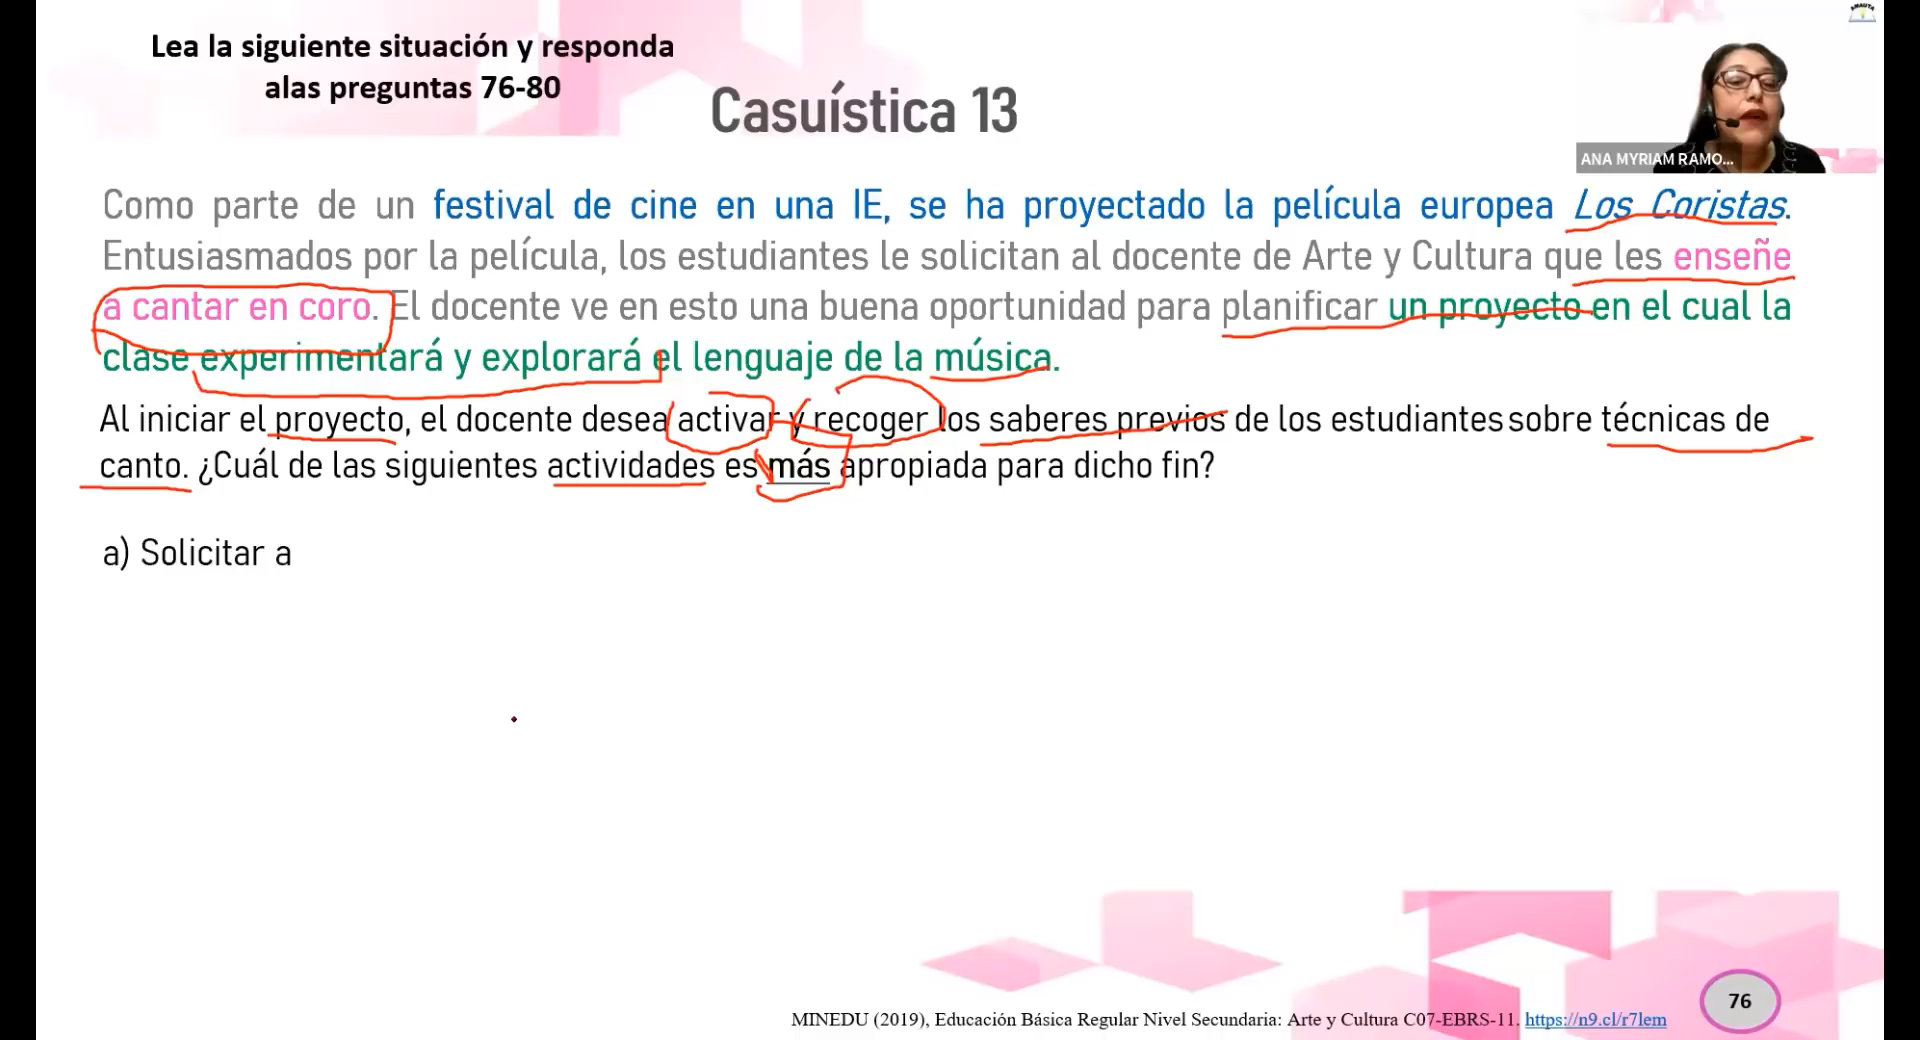 Lea la siguiente situación y responda
alas preguntas 76-80
Casuística 13
AMAUTA
ANA MYRIAM RAMO...
Como parte de un festival de cine en una IE, se ha proyectado la película europea Los Coristas.
Entusiasmados por la película, los estudiantes le solicitan al docente de Arte y Cultura que les enseñe
a cantar en coro. El docente ve en esto una buena oportunidad para planificar un proyecto en el cual la
clase experimentará y explorará el lenguaje de la música.
Al iniciar el proyecto, el docente desea activar y recoger los saberes previos de los estudiantes sobre técnicas de
canto. ¿Cuál de las siguientes actividades es más apropiada para dicho fin?
a) Solicitar a
76
MINEDU (2019), Educación Básica Regular Nivel Secundaria: Arte y Cultura C07-EBRS-11. https://n9.cl/r7lem